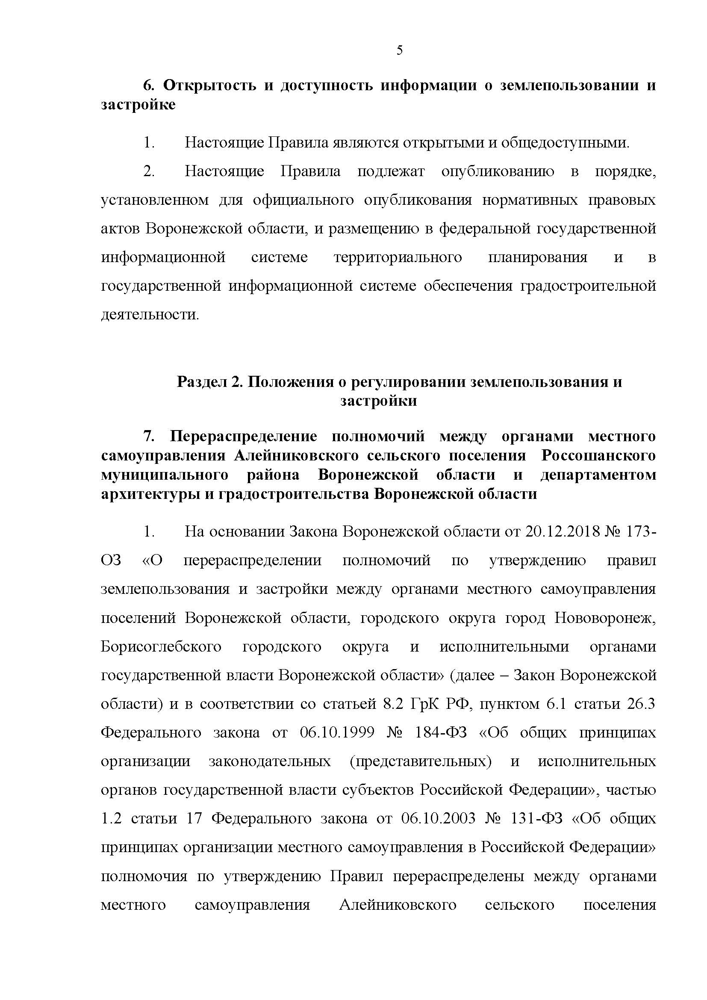 5
6. Открытость и доступность информации о землепользовании и
застройке
1. Настоящие Правила являются открытыми и общедоступными.
2. Настоящие Правила подлежат опубликованию в порядке,
установленном для официального опубликования нормативных правовых
актов Воронежской области, и размещению в федеральной государственной
информационной системе территориального планирования и в
государственной информационной системе обеспечения градостроительной
деятельности.
Раздел 2. Положения о регулировании землепользования и
застройки
7. Перераспределение полномочий между органами местного
самоуправления Алейниковского сельского поселения Россошанского
муниципального района Воронежской области и департаментом
архитектуры и градостроительства Воронежской области
1. На основании Закона Воронежской области от 20.12.2018 № 173-
ОЗ «О перераспределении полномочий по утверждению правил
землепользования и застройки между органами местного самоуправления
поселений Воронежской области, городского округа город Нововоронеж,
Борисоглебского городского округа и исполнительными органами
государственной власти Воронежской области» (далее – Закон Воронежской
области) и в соответствии со статьей 8.2 ГрК РФ, пунктом 6.1 статьи 26.3
Федерального закона от 06.10.1999 № 184-ФЗ «Об общих принципах
организации законодательных (представительных) и исполнительных
органов государственной власти субъектов Российской Федерации», частью
1.2 статьи 17 Федерального закона от 06.10.2003 № 131-ФЗ «Об общих
принципах организации местного самоуправления в Российской Федерации»
полномочия по утверждению Правил перераспределены между органами
местного самоуправления Алейниковского сельского поселения